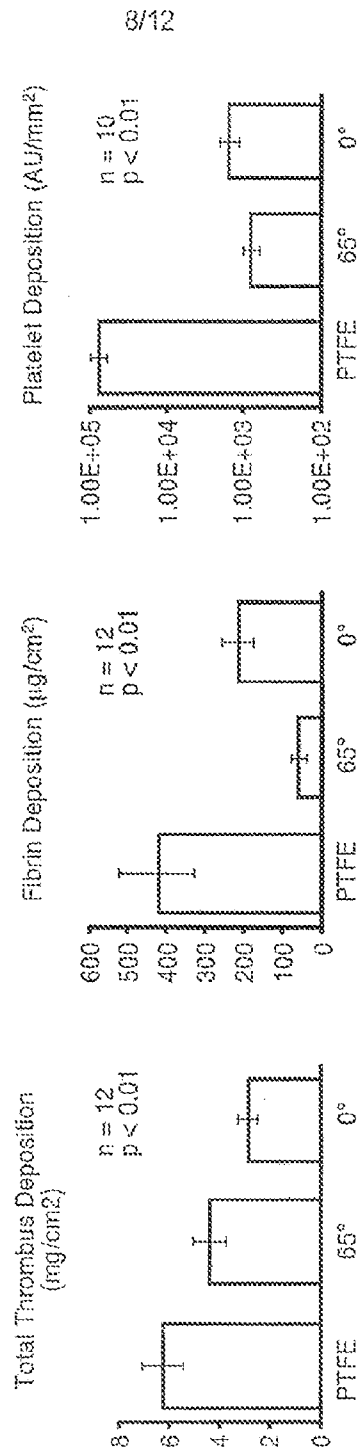 8/12
Total Thrombus Deposition
(mg/cm2)
n = 12
p < 0.01
8
6
4
2
0
PTFE
65°
0°
Fibrin Deposition (µg/cm²)
n = 12
p < 0.01
600
500
400
300
200
100
0
PTFE
65°
0°
Platelet Deposition (AU/mm²)
n = 10
p < 0.01
1.00E+05
1.00E+04
1.00E+03
1.00E+02
PTFE
65°
0°